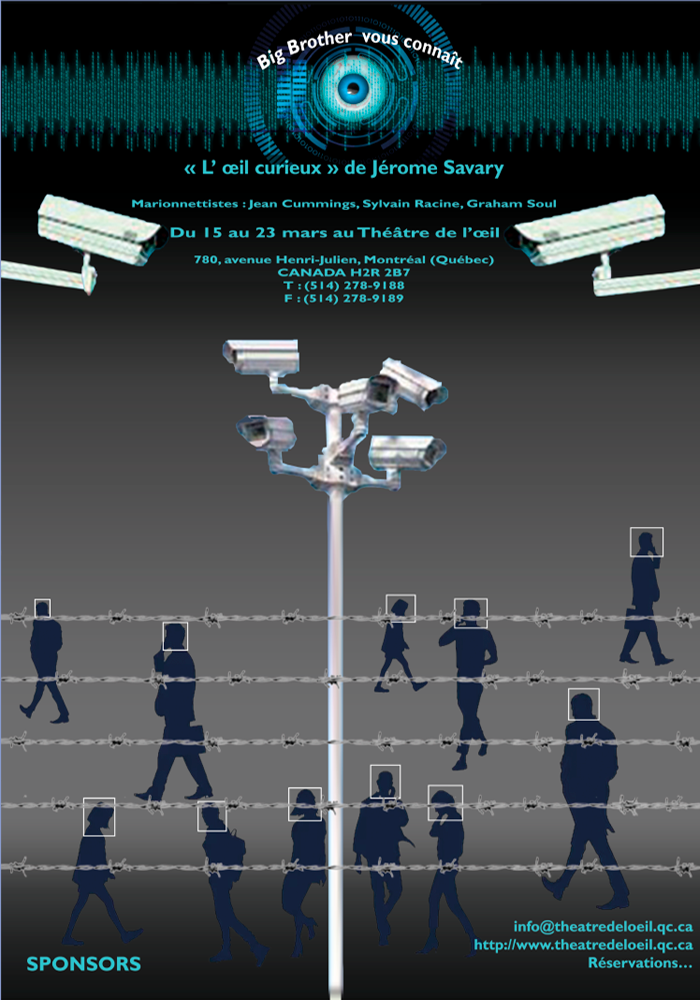 Big Brother vous connaît
« L' œil curieux » de Jérome Savary
Marionnettistes : Jean Cummings, Sylvain Racine, Graham Soul
Du 15 au 23 mars au Théâtre de l'œil
780, avenue Henri-Julien, Montréal (Québec)
CANADA H2R 2B7
T : (514) 278-9188
F : (514) 278-9189
info@theatredeloeil.qc.ca
http://www.theatredeloeil.qc.ca
Réservations...
SPONSORS